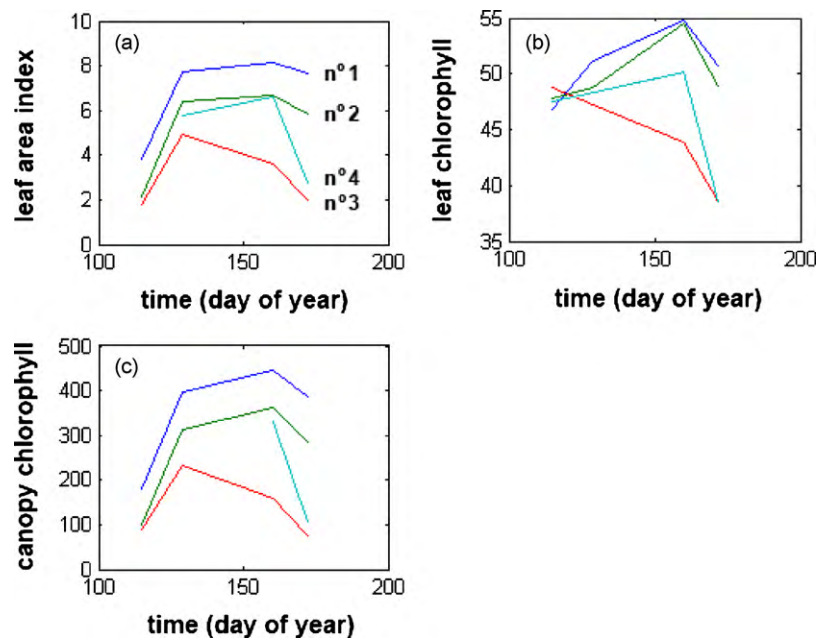 (a)
leaf area index
10
8
6
4
2
0
nº1
nº2
nº4
nº3
100 150 200
time (day of year)
(b)
leaf chlorophyll
55
50
45
40
35
100 150 200
time (day of year)
(c)
canopy chlorophyll
500
400
300
200
100
0
100 150 200
time (day of year)